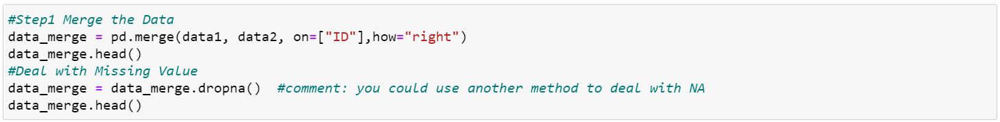 #Step1 Merge the Data
data_merge = pd.merge(data1, data2, on=["ID"],how="right")
data_merge.head()
#Deal with Missing Value
data_merge = data_merge.dropna()  #comment: you could use another method to deal with NA
data_merge.head()